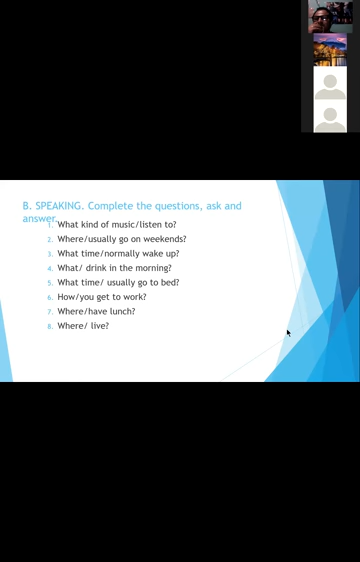 B. SPEAKING. Complete the questions, ask and
answer.
1. What kind of music/listen to?
2. Where/usually go on weekends?
3. What time/normally wake up?
4. What/ drink in the morning?
5. What time/ usually go to bed?
6. How/you get to work?
7. Where/have lunch?
8. Where/ live?